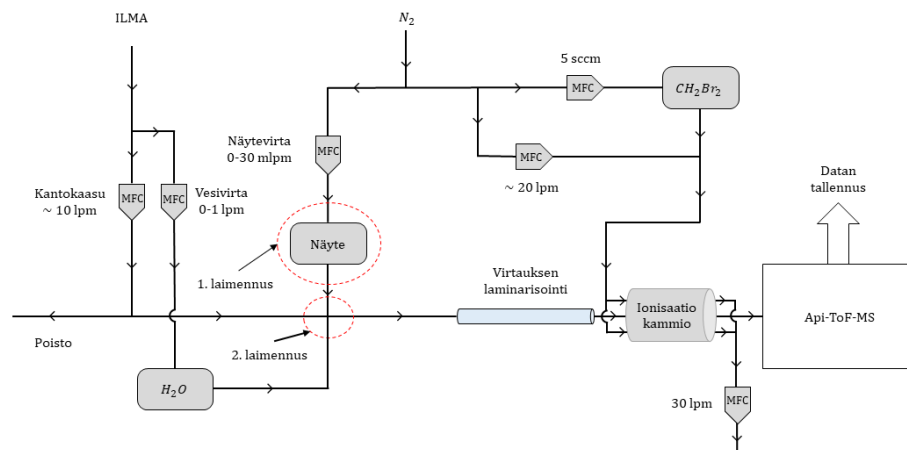 ILMA
N₂
5 sccm
MFC
CH₂Br₂
Näytevirta
0-30 mlpm
MFC
MFC
~ 20 lpm
Kantokaasu
~ 10 lpm
MFC
MFC
Vesivirta
0-1 lpm
Datan
tallennus
Näyte
1. laimennus
Virtauksen
laminarisointi
Ionisaatio
kammio
Api-ToF-MS
Poisto
2. laimennus
H₂O
30 lpm
MFC